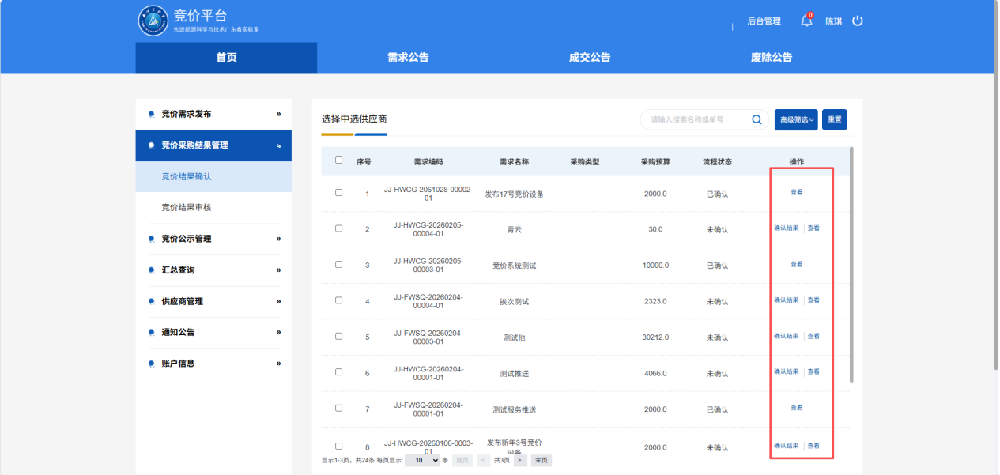 竞价平台
先进能源科学与技术广东省实验室
后台管理
0
陈琪
首页
需求公告
成交公告
废除公告
竞价需求发布 »
竞价采购结果管理
竞价结果确认
竞价结果审核
竞价公示管理 »
汇总查询 »
供应商管理 »
通知公告 »
账户信息 »
选择中选供应商
请输入搜索名称或单号
高级筛选
重置
序号 需求编码 需求名称 采购类型 采购预算 流程状态 操作
1 JJ-HWCG-2061028-00002-01 发布17号竞价设备 2000.0 已确认 查看
2 JJ-HWCG-20260205-00004-01 青云 30.0 未确认 确认结果 查看
3 JJ-HWCG-20260205-00003-01 竞价系统测试 10000.0 已确认 查看
4 JJ-FWSQ-20260204-00004-01 挨次测试 2323.0 未确认 确认结果 查看
5 JJ-FWSQ-20260204-00003-01 测试他 30212.0 未确认 确认结果 查看
6 JJ-HWCG-20260204-00001-01 测试推送 4066.0 未确认 确认结果 查看
7 JJ-FWSQ-20260204-00001-01 测试服务推送 2000.0 已确认 查看
8 JJ-HWCG-20260106-0003-01 发布新年3号竞价设备 2000.0 未确认 确认结果 查看
显示1-3页，共24条 每页显示: 10 条 首页 < 共3页 > 末页